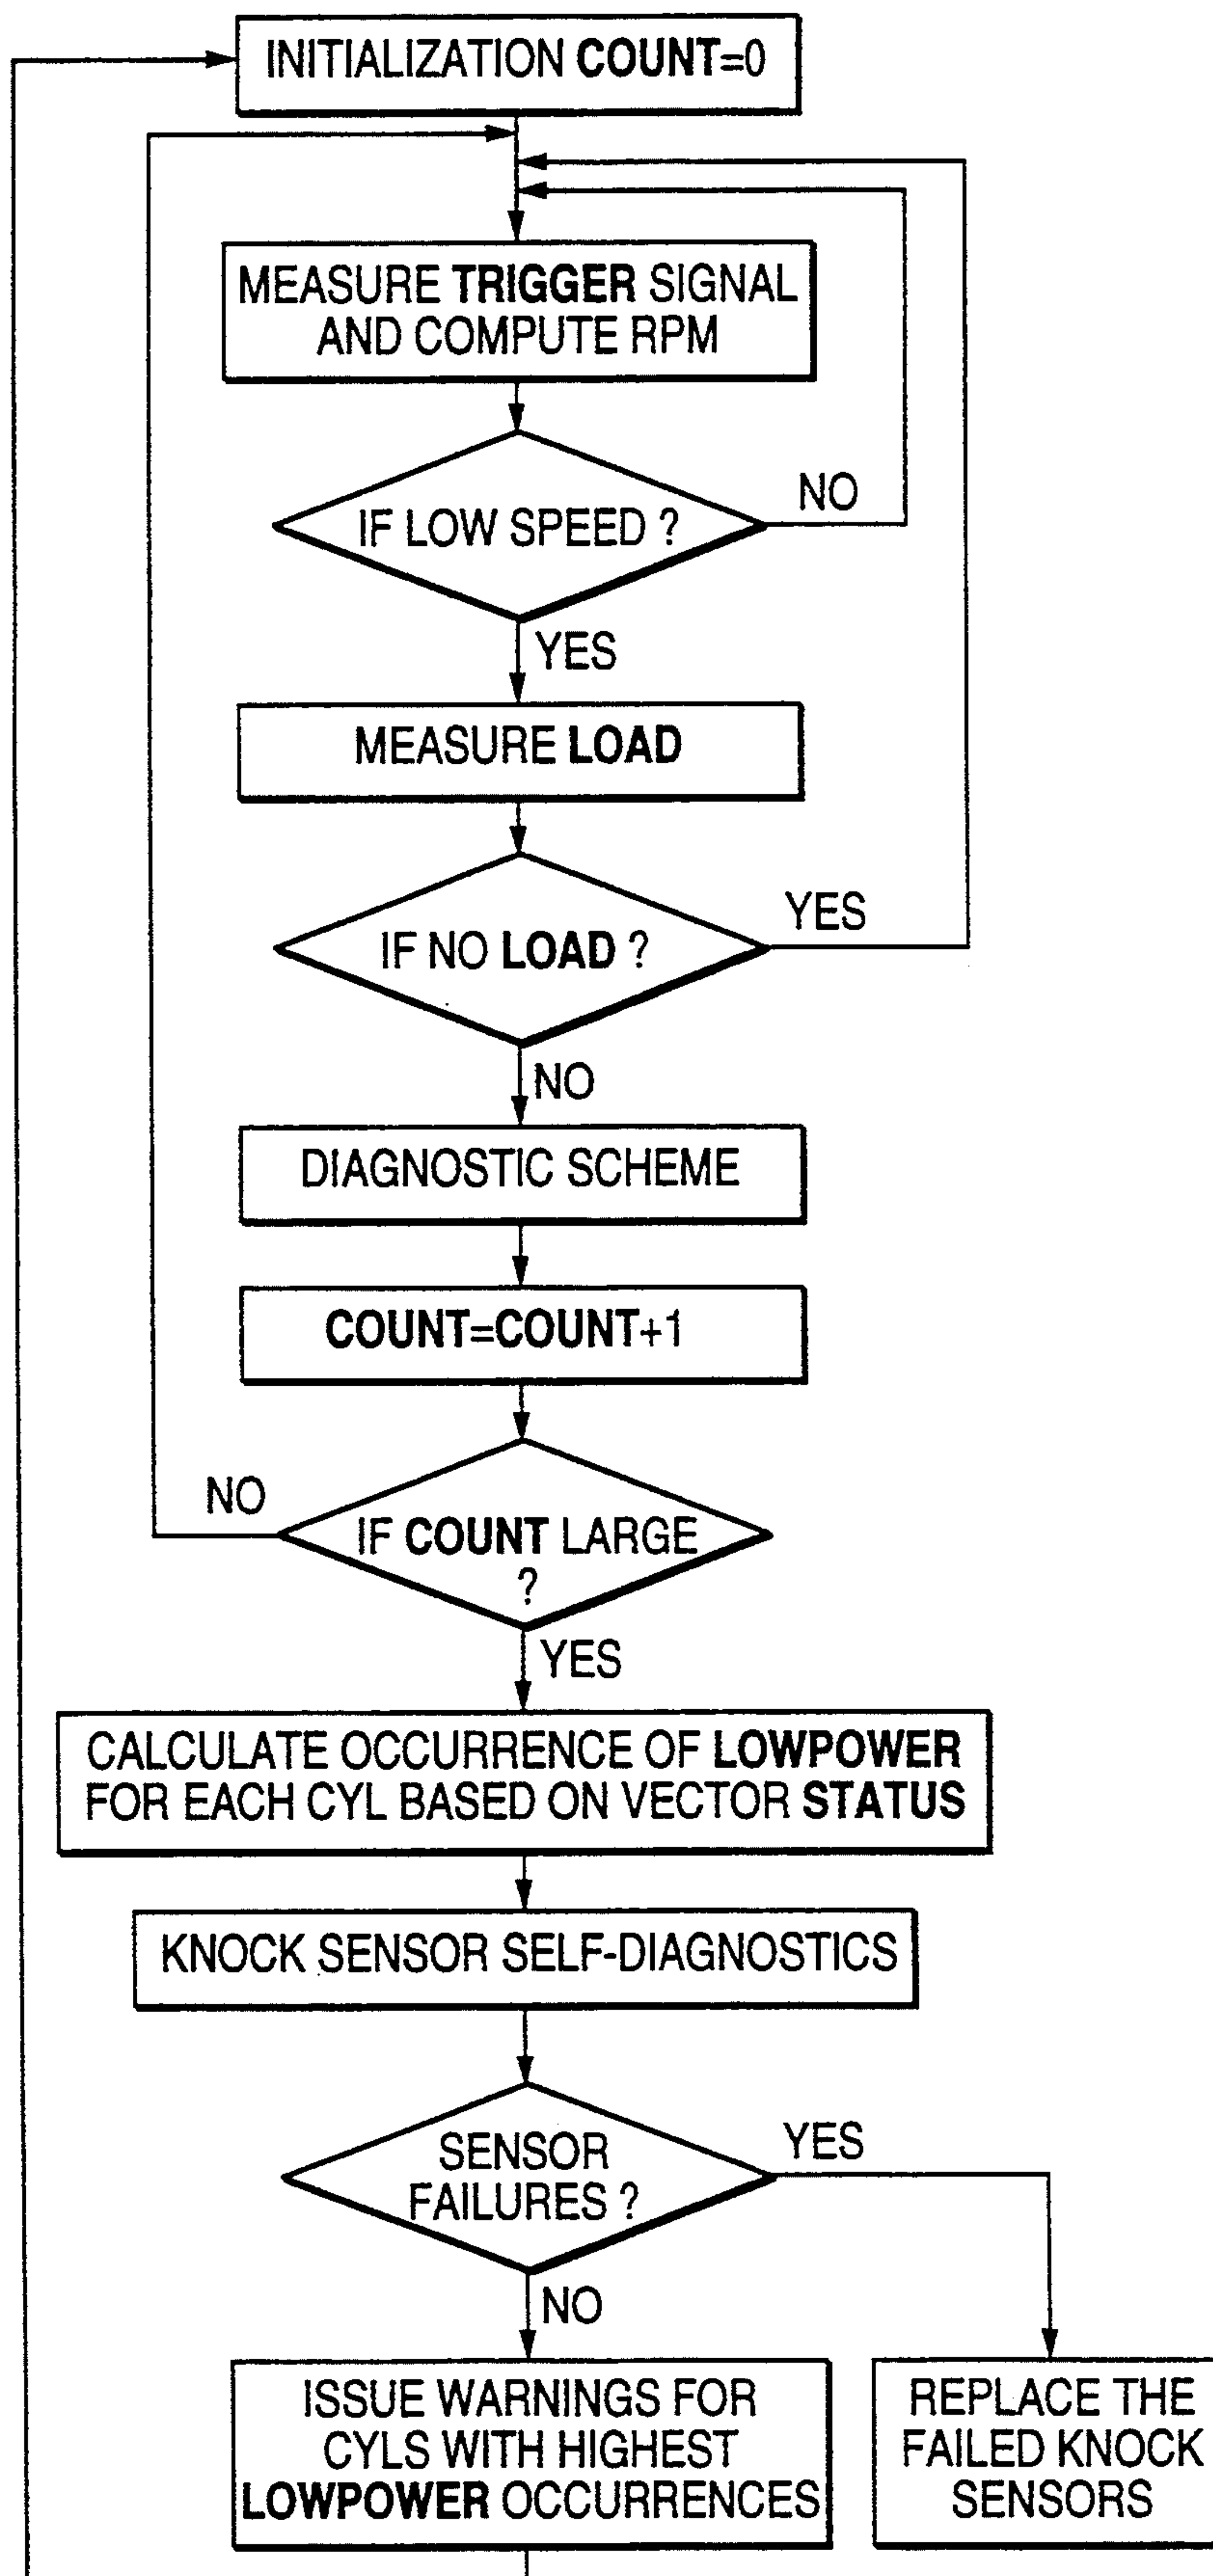 INITIALIZATION COUNT=0
MEASURE TRIGGER SIGNAL
AND COMPUTE RPM
IF LOW SPEED ?
NO
YES
MEASURE LOAD
IF NO LOAD ?
YES
NO
DIAGNOSTIC SCHEME
COUNT=COUNT+1
IF COUNT LARGE
?
NO
YES
CALCULATE OCCURRENCE OF LOWPOWER
FOR EACH CYL BASED ON VECTOR STATUS
KNOCK SENSOR SELF-DIAGNOSTICS
SENSOR
FAILURES ?
YES
NO
ISSUE WARNINGS FOR
CYLS WITH HIGHEST
LOWPOWER OCCURRENCES
REPLACE THE
FAILED KNOCK
SENSORS